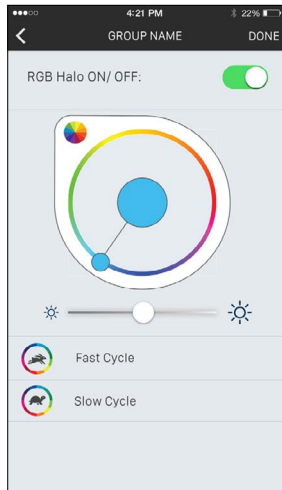 4:21 PM
22%
GROUP NAME
DONE
RGB Halo ON/ OFF:
Fast Cycle
Slow Cycle